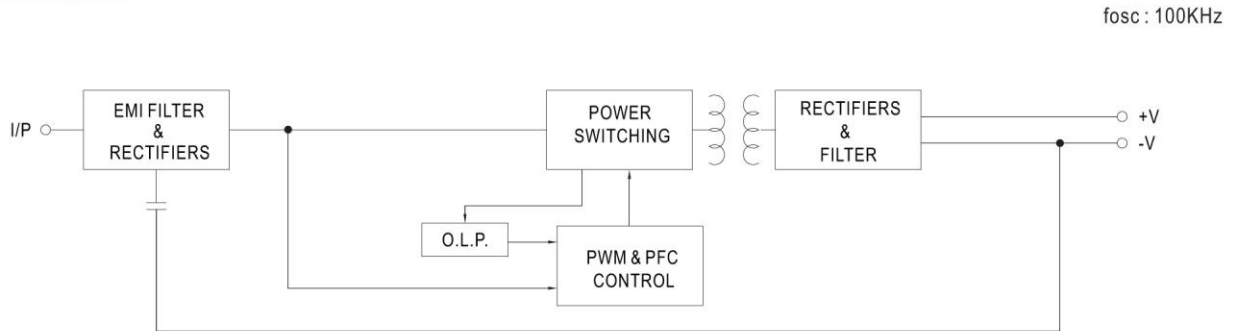 fosc : 100KHz
I/P
EMI FILTER
&
RECTIFIERS
POWER
SWITCHING
RECTIFIERS
&
FILTER
+V
-V
O.L.P.
PWM & PFC
CONTROL